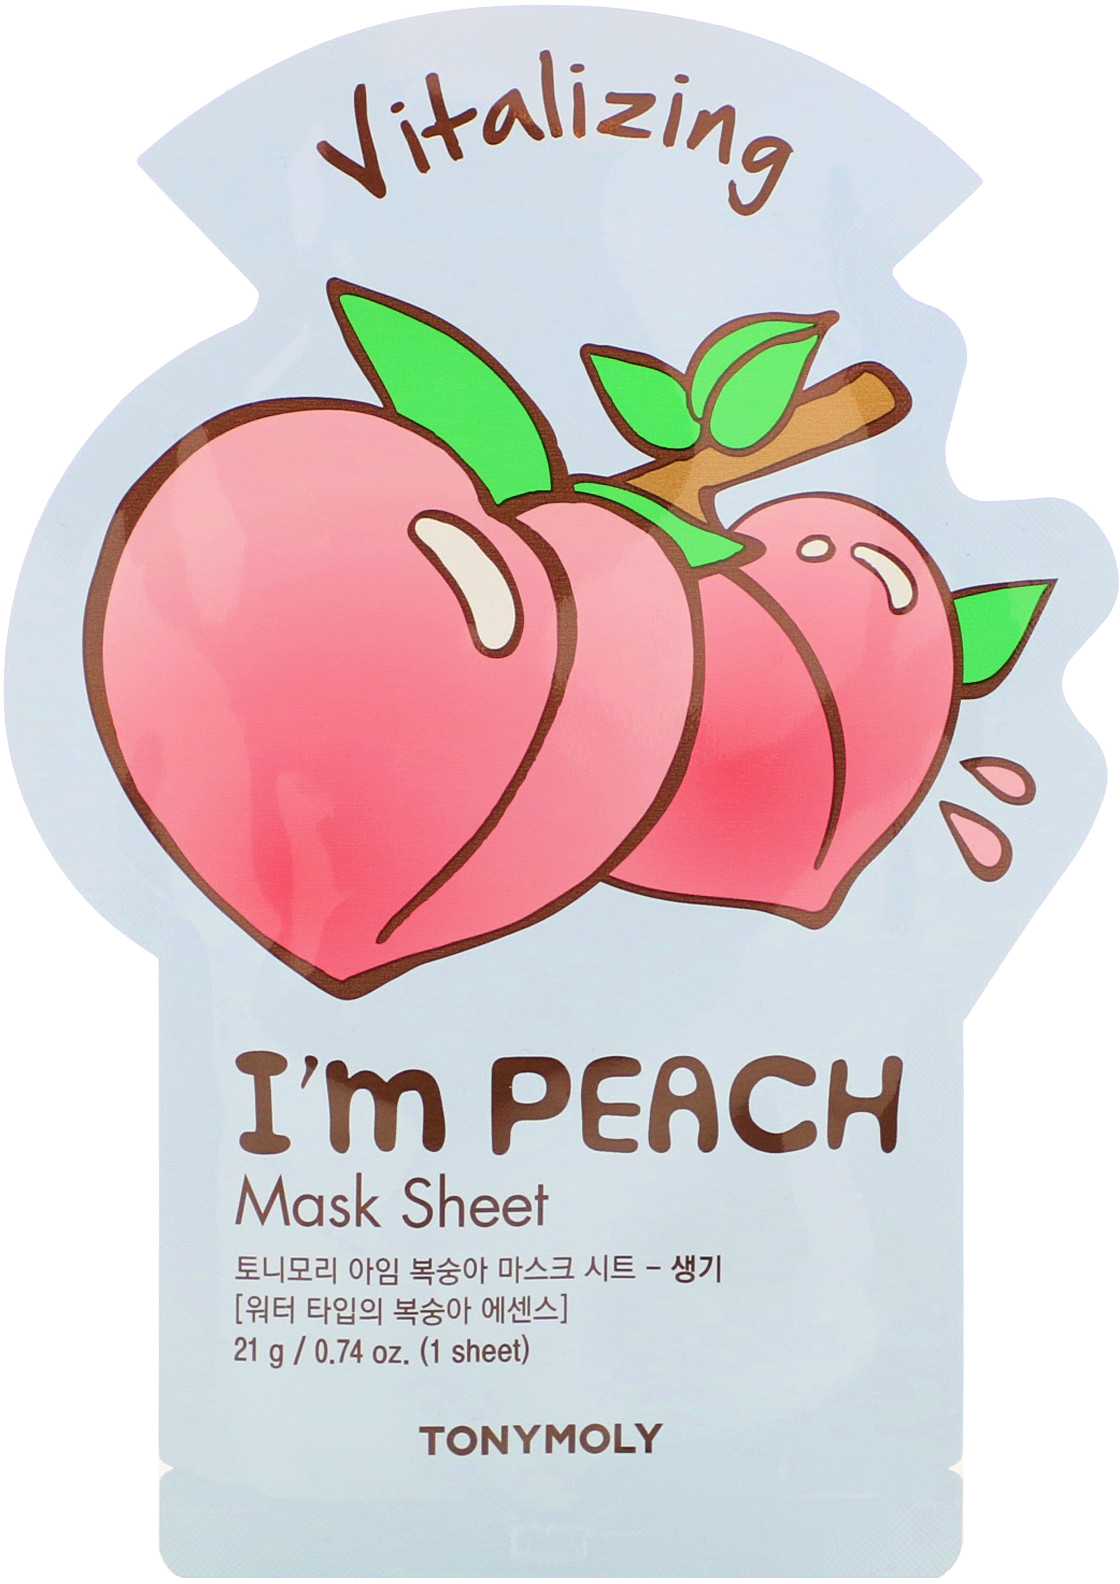 Vitalizing
I'm PEACH
Mask Sheet
토니모리 아임 복숭아 마스크 시트 – 생기
[워터 타입의 복숭아 에센스]
21 g / 0.74 oz. (1 sheet)
TONYMOLY